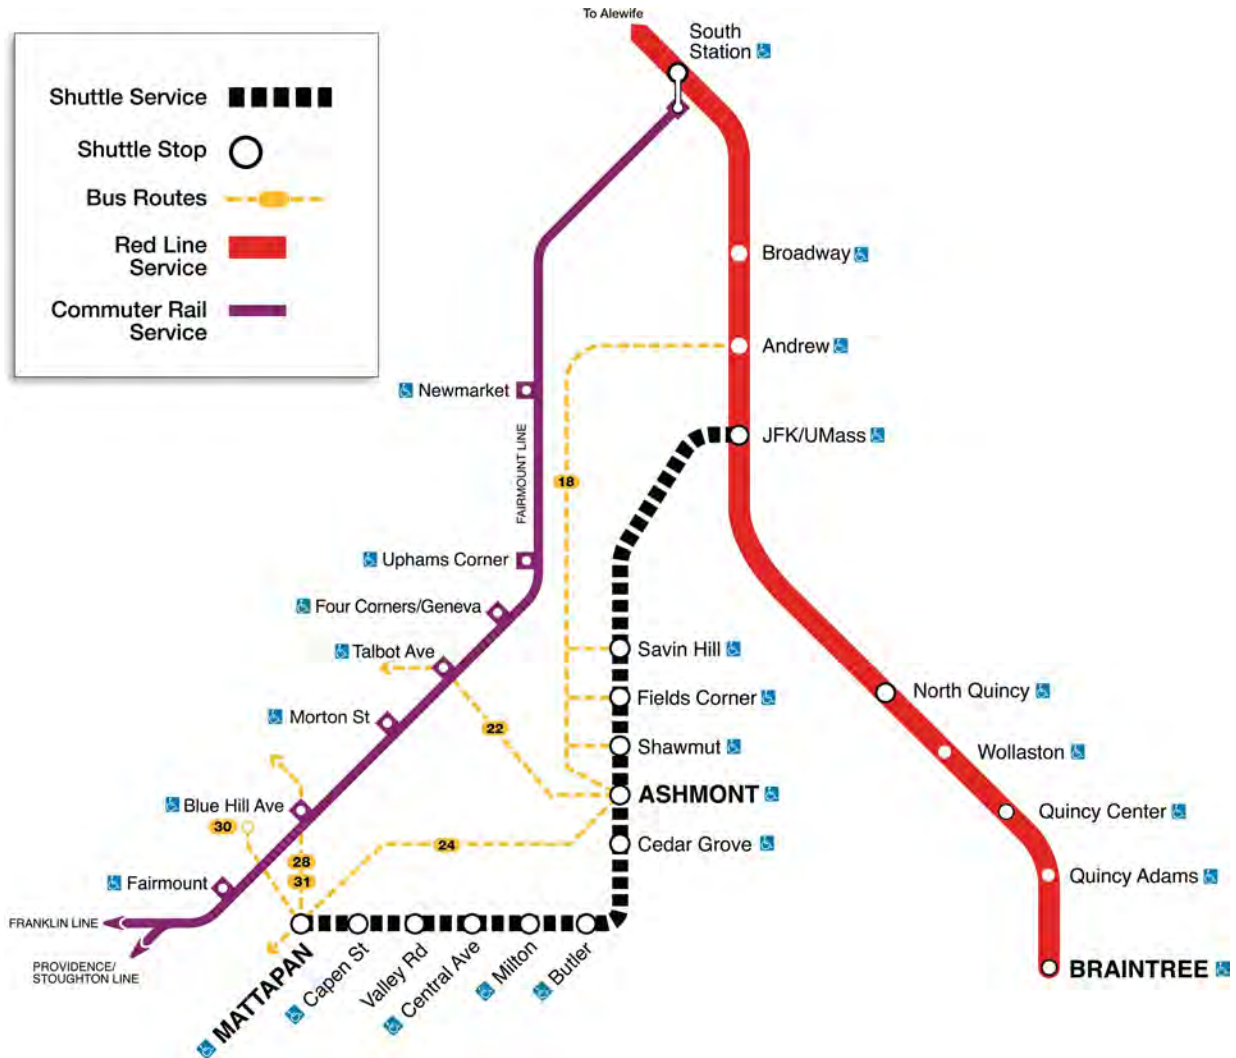 To Alewife
South
Station
Shuttle Service
Shuttle Stop
Bus Routes
Red Line
Service
Commuter Rail
Service
Broadway
Andrew
Newmarket
JFK/UMass
FAIRMOUNT LINE
18
Uphams Corner
Four Corners/Geneva
Talbot Ave
Savin Hill
North Quincy
Fields Corner
Morton St
22
Shawmut
Wollaston
ASHMONT
Blue Hill Ave
Quincy Center
30
24
Cedar Grove
28
31
Quincy Adams
Fairmount
FRANKLIN LINE
PROVIDENCE/
STOUGHTON LINE
MATTAPAN
Capen St
Valley Rd
Central Ave
Milton
Butler
BRAINTREE